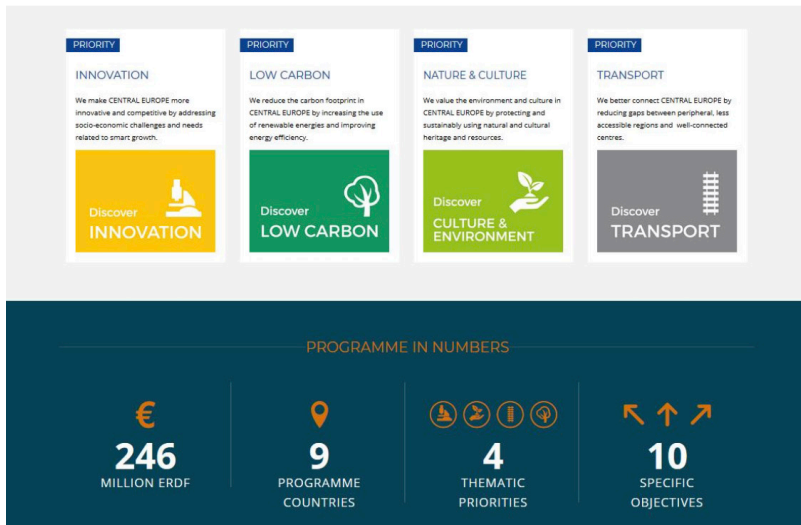 PRIORITY
INNOVATION
We make CENTRAL EUROPE more
innovative and competitive by addressing
socio-economic challenges and needs
related to smart growth.
Discover
INNOVATION
PRIORITY
LOW CARBON
We reduce the carbon footprint in
CENTRAL EUROPE by increasing the use
of renewable energies and improving
energy efficiency.
Discover
LOW CARBON
PRIORITY
NATURE & CULTURE
We value the environment and culture in
CENTRAL EUROPE by protecting and
sustainably using natural and cultural
heritage and resources.
Discover
CULTURE &
ENVIRONMENT
PRIORITY
TRANSPORT
We better connect CENTRAL EUROPE by
reducing gaps between peripheral, less
accessible regions and well-connected
centres.
Discover
TRANSPORT
PROGRAMME IN NUMBERS
€
246
MILLION ERDF
9
PROGRAMME
COUNTRIES
4
THEMATIC
PRIORITIES
10
SPECIFIC
OBJECTIVES